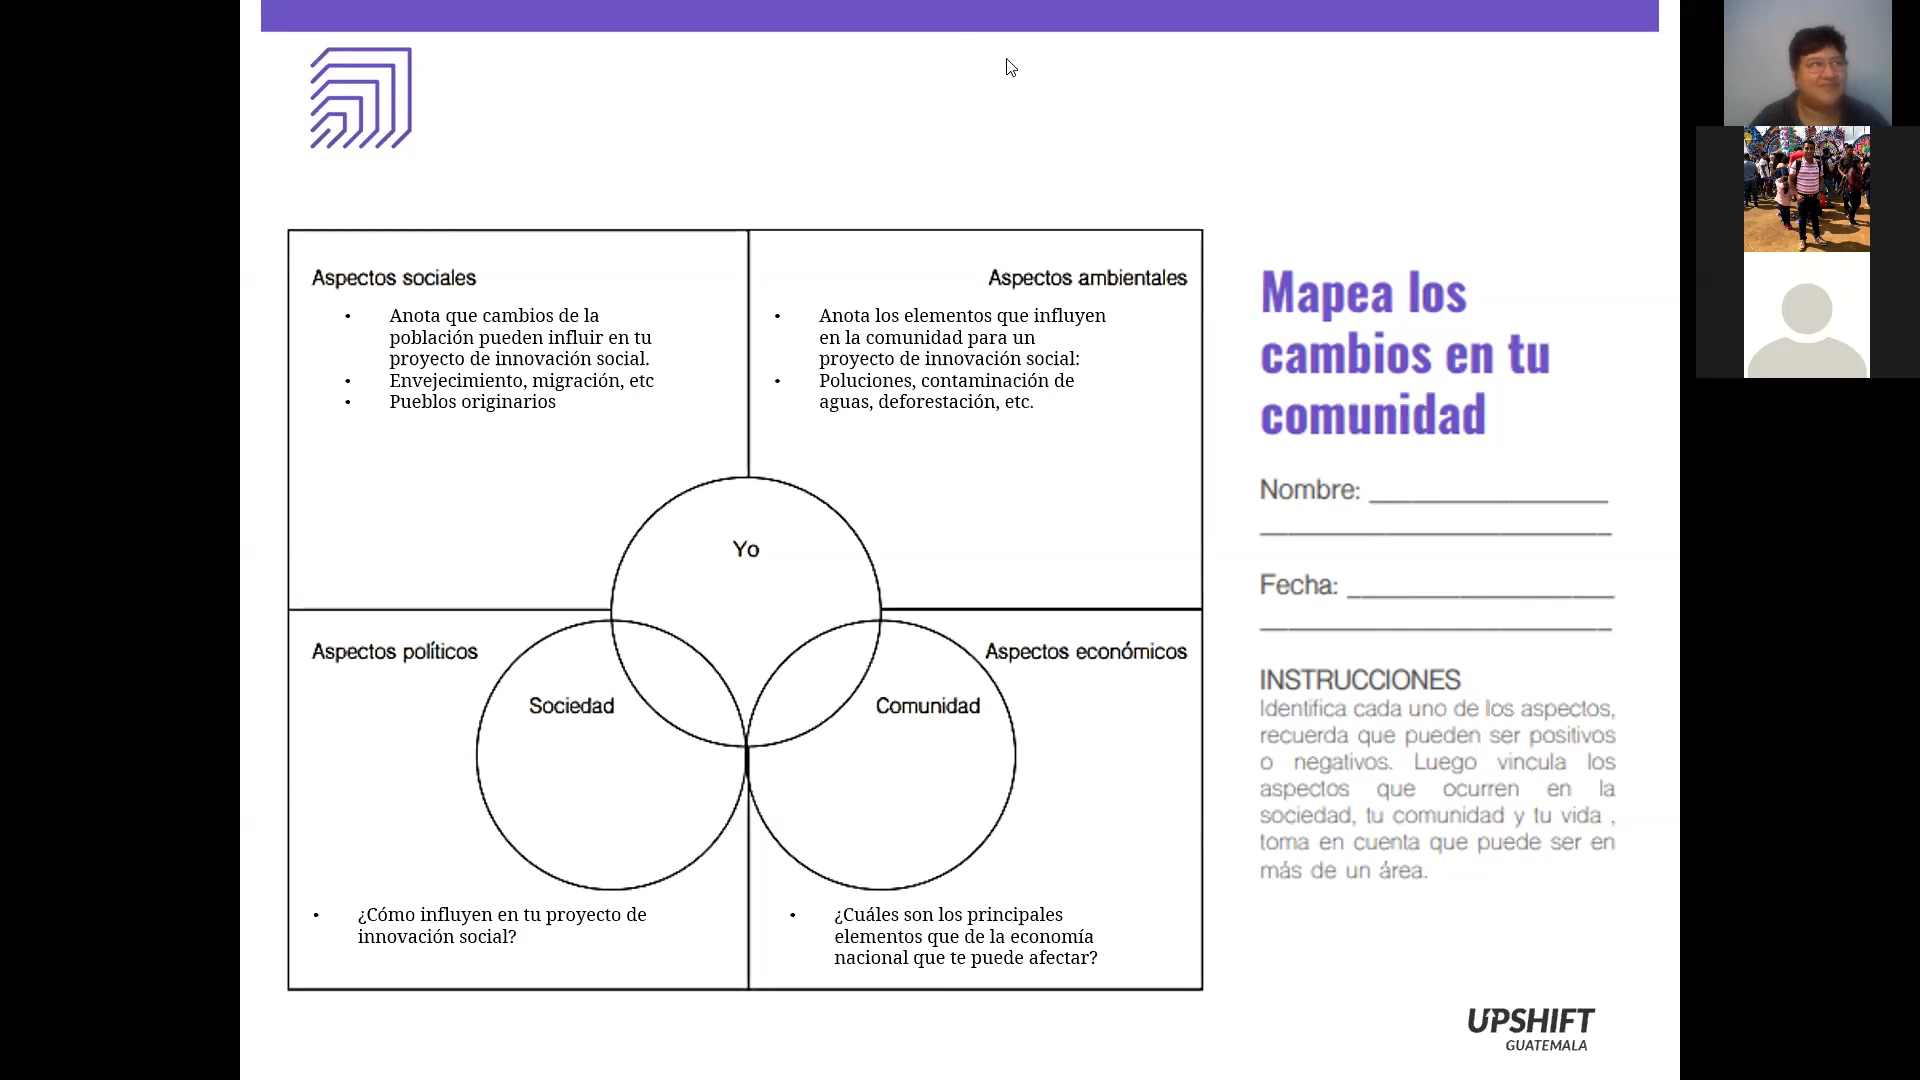 Aspectos sociales
• Anota que cambios de la
población pueden influir en tu
proyecto de innovación social.
• Envejecimiento, migración, etc
• Pueblos originarios
Aspectos ambientales
• Anota los elementos que influyen
en la comunidad para un
proyecto de innovación social:
• Poluciones, contaminación de
aguas, deforestación, etc.
Yo
Aspectos políticos
Sociedad
Comunidad
Aspectos económicos
• ¿Cómo influyen en tu proyecto de
innovación social?
• ¿Cuáles son los principales
elementos que de la economía
nacional que te puede afectar?
Mapea los
cambios en tu
comunidad
Nombre: __________________
Fecha: __________________
INSTRUCCIONES
Identifica cada uno de los aspectos,
recuerda que pueden ser positivos
o negativos. Luego vincula los
aspectos que ocurren en la
sociedad, tu comunidad y tu vida ,
toma en cuenta que puede ser en
más de un área.
UPSHIFT
GUATEMALA